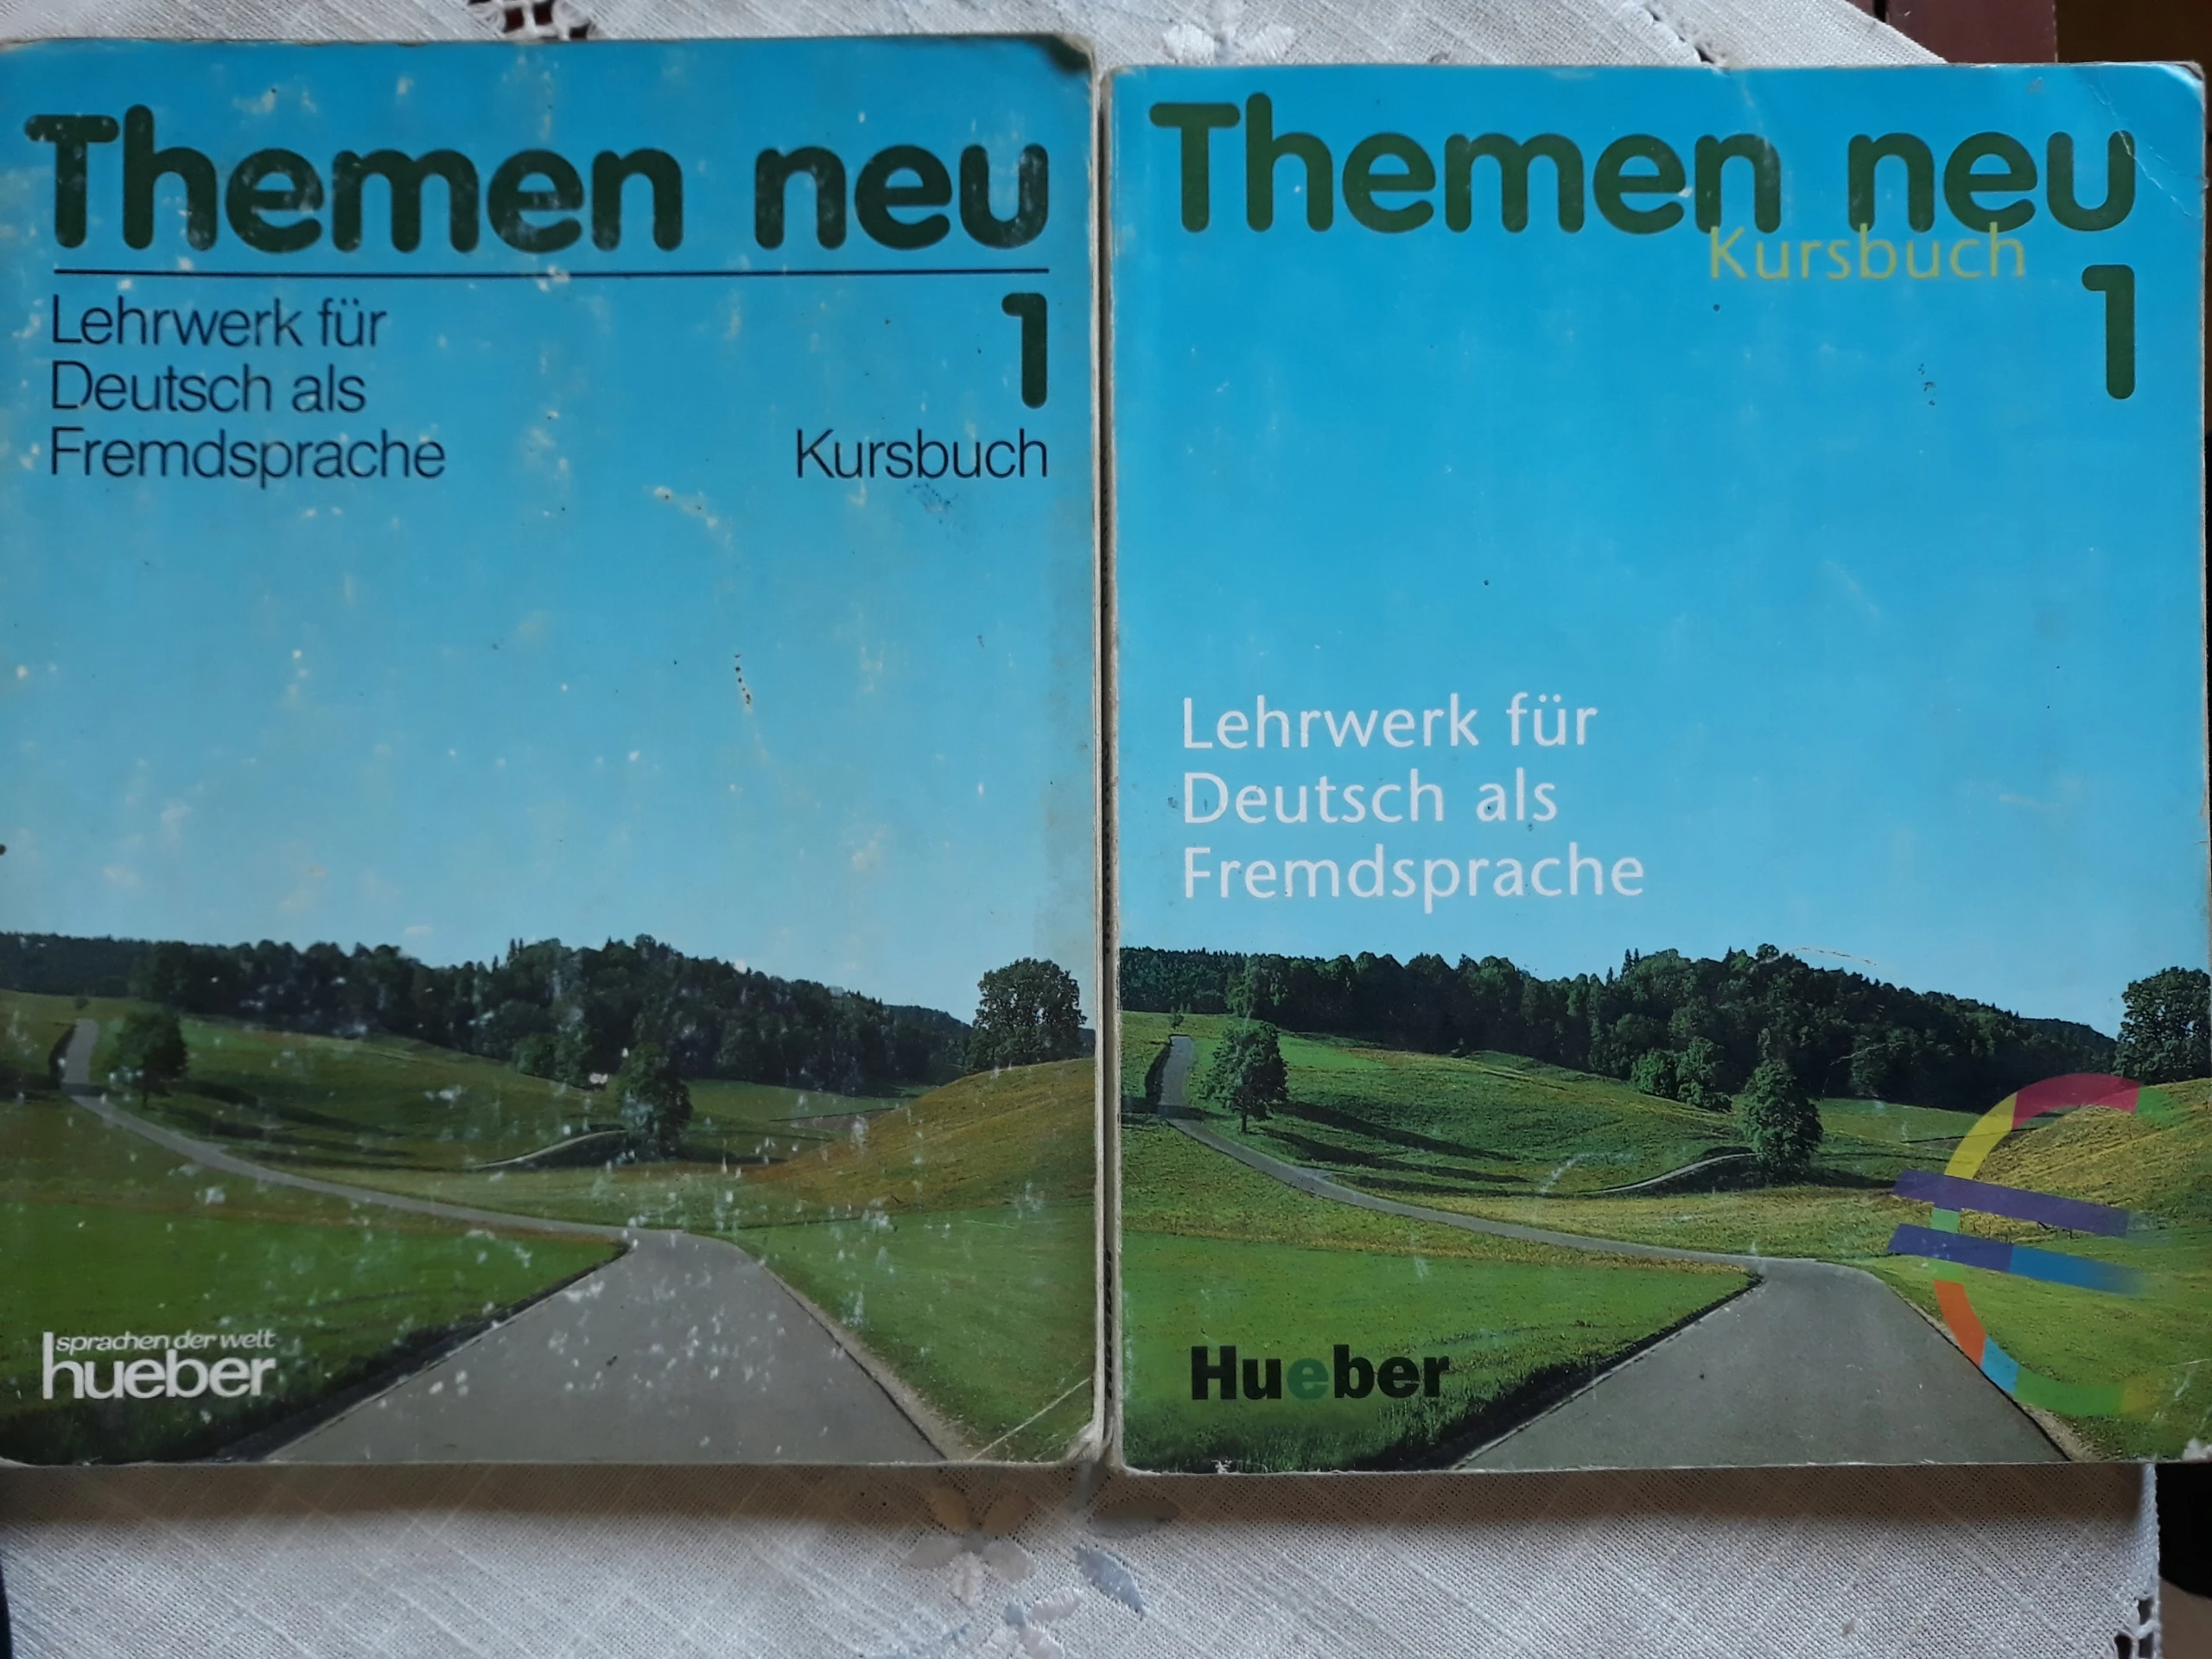 Themen neu
1
Lehrwerk für
Deutsch als
Fremdsprache
Kursbuch
sprachen der welt
hueber
Themen neu
Kursbuch
1
Lehrwerk für
Deutsch als
Fremdsprache
Hueber